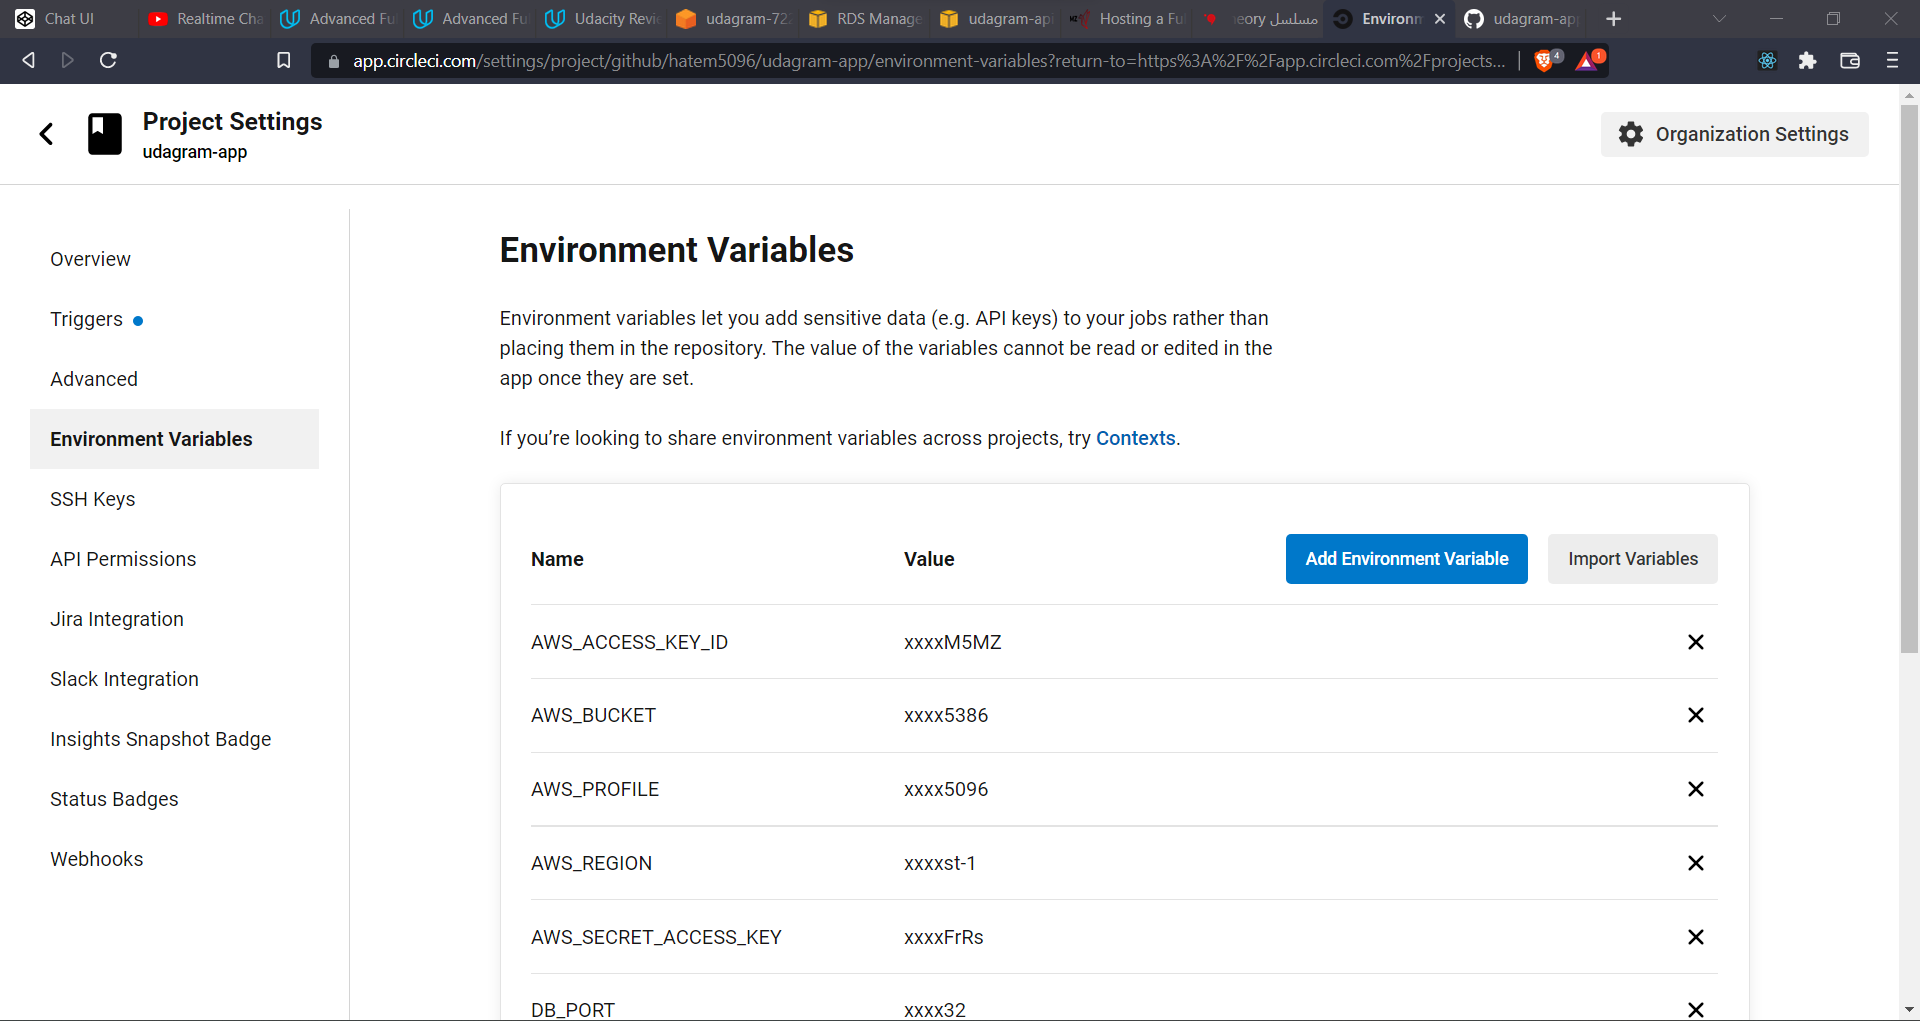 Chat UI
Realtime Cha
Advanced Fu
Advanced Fu
Udacity Revie
udagram-72
RDS Manage
udagram-api
Hosting a Ful
مسلسل eory
Environm
udagram-app
app.circleci.com/settings/project/github/hatem5096/udagram-app/environment-variables?return-to=https%3A%2F%2Fapp.circleci.com%2Fprojects...
4
1
Project Settings
udagram-app
Organization Settings
Overview
Triggers
Advanced
Environment Variables
SSH Keys
API Permissions
Jira Integration
Slack Integration
Insights Snapshot Badge
Status Badges
Webhooks
Environment Variables
Environment variables let you add sensitive data (e.g. API keys) to your jobs rather than
placing them in the repository. The value of the variables cannot be read or edited in the
app once they are set.
If you’re looking to share environment variables across projects, try Contexts.
Name Value Add Environment Variable Import Variables
AWS_ACCESS_KEY_ID xxxxM5MZ
AWS_BUCKET xxxx5386
AWS_PROFILE xxxx5096
AWS_REGION xxxxst-1
AWS_SECRET_ACCESS_KEY xxxxFrRs
DB_PORT xxxx32